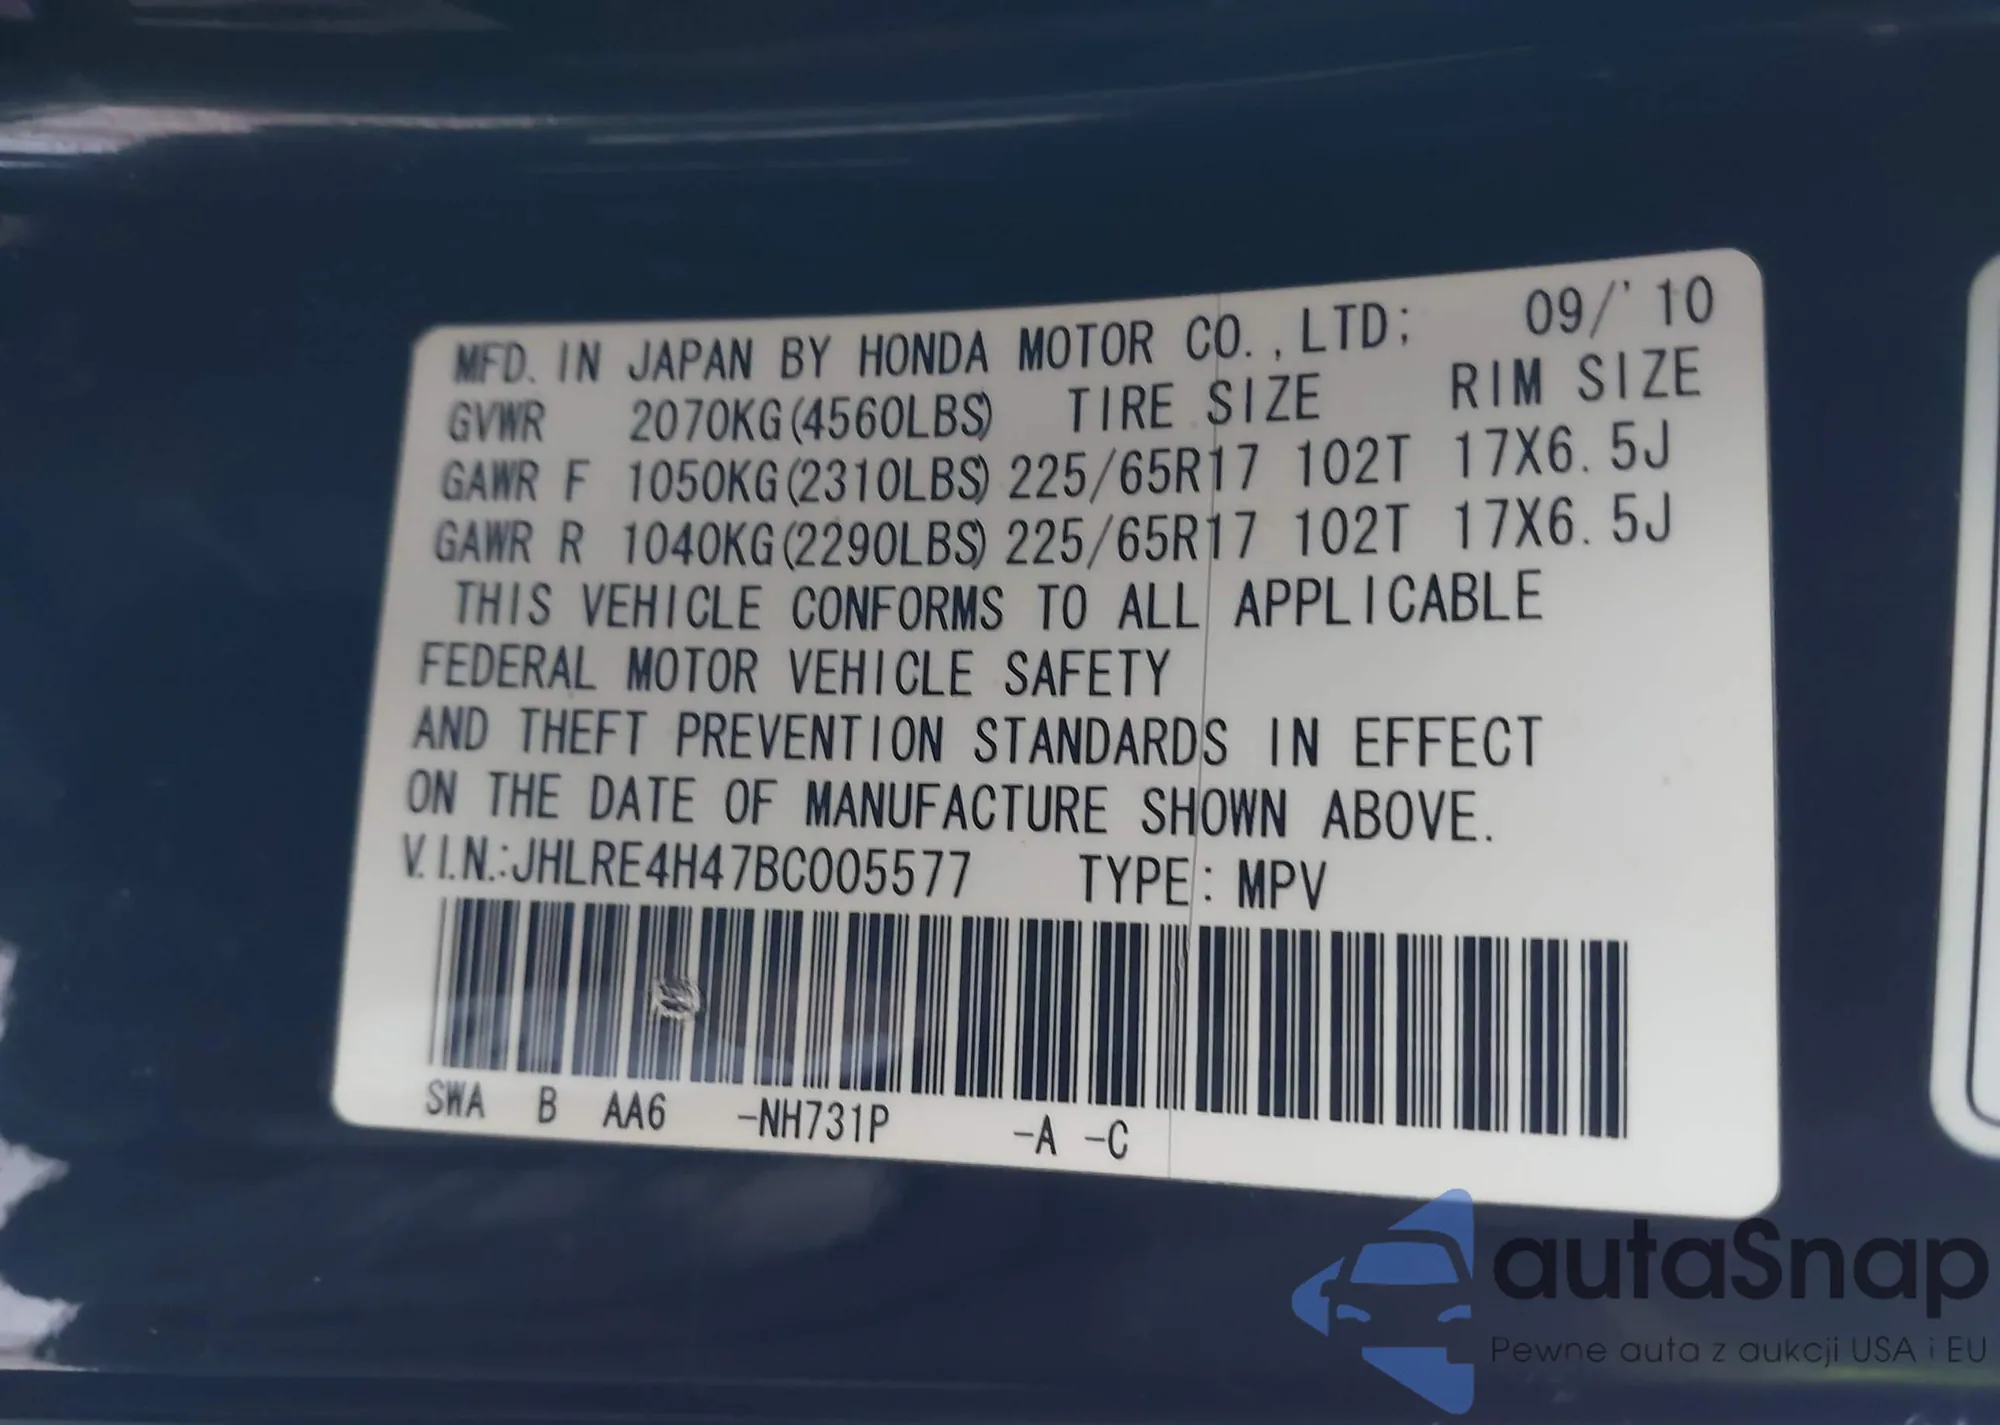 MFD. IN JAPAN BY HONDA MOTOR CO., LTD; 09/'10
GVWR 2070KG(4560LBS) TIRE SIZE RIM SIZE
GAWR F 1050KG(2310LBS) 225/65R17 102T 17X6.5J
GAWR R 1040KG(2290LBS) 225/65R17 102T 17X6.5J
THIS VEHICLE CONFORMS TO ALL APPLICABLE
FEDERAL MOTOR VEHICLE SAFETY
AND THEFT PREVENTION STANDARDS IN EFFECT
ON THE DATE OF MANUFACTURE SHOWN ABOVE.
V.I.N.:JHLRE4H47BC005577 TYPE: MPV
SWA B AA6 -NH731P -A -C
autaSnap
Pewne auta z aukcji USA i EU